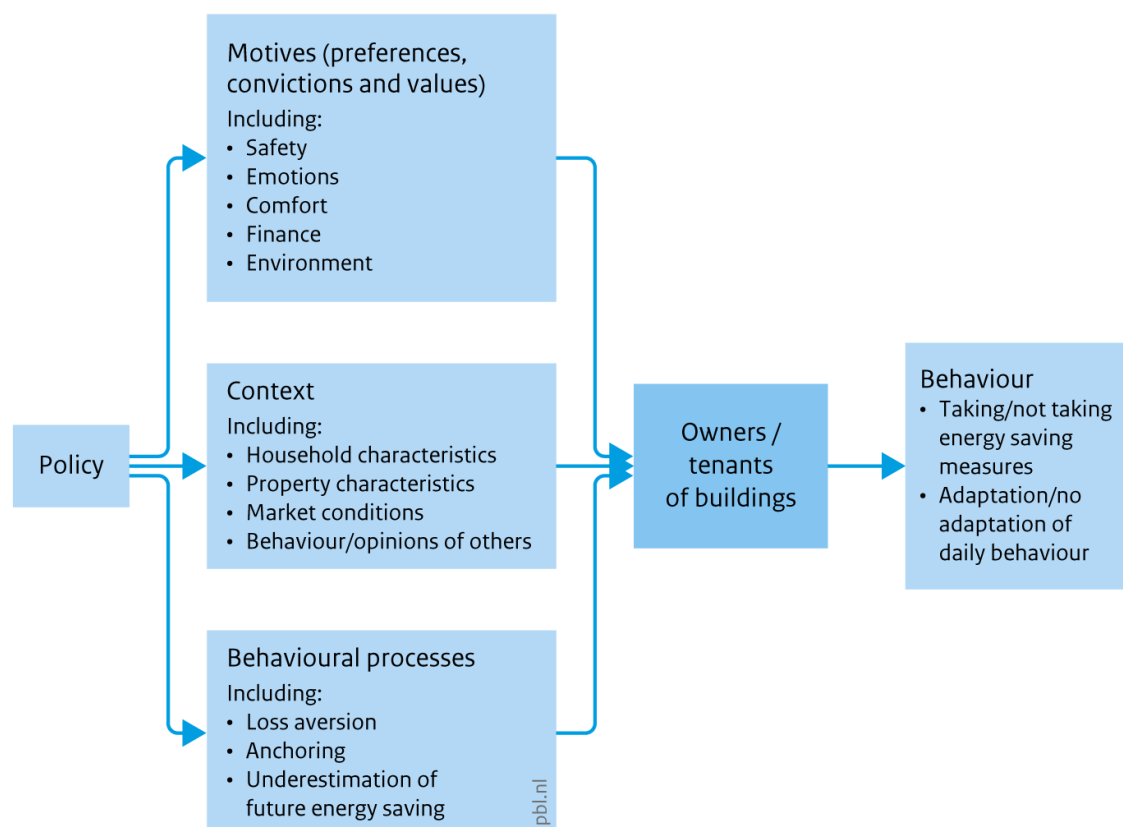 Policy
Motives (preferences,
convictions and values)
Including:
• Safety
• Emotions
• Comfort
• Finance
• Environment
Context
Including:
• Household characteristics
• Property characteristics
• Market conditions
• Behaviour/opinions of others
Behavioural processes
Including:
• Loss aversion
• Anchoring
• Underestimation of
future energy saving
pbl.nl
Owners /
tenants
of buildings
Behaviour
• Taking/not taking
energy saving
measures
• Adaptation/no
adaptation of
daily behaviour